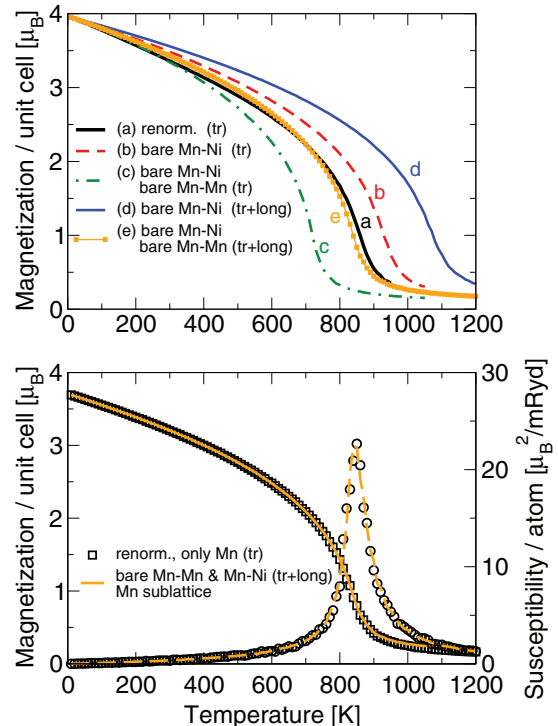 4
3
2
1
0
Magnetization / unit cell [μB]
(a) renorm. (tr)
(b) bare Mn-Ni (tr)
(c) bare Mn-Ni
bare Mn-Mn (tr)
(d) bare Mn-Ni (tr+long)
(e) bare Mn-Ni
bare Mn-Mn (tr+long)
d
b
a
e
c
0 200 400 600 800 1000 1200
4
3
2
1
0
Magnetization / unit cell [μB]
30
20
10
0
Susceptibility / atom [μB²/mRyd]
renorm., only Mn (tr)
bare Mn-Mn & Mn-Ni (tr+long)
Mn sublattice
0 200 400 600 800 1000 1200
Temperature [K]